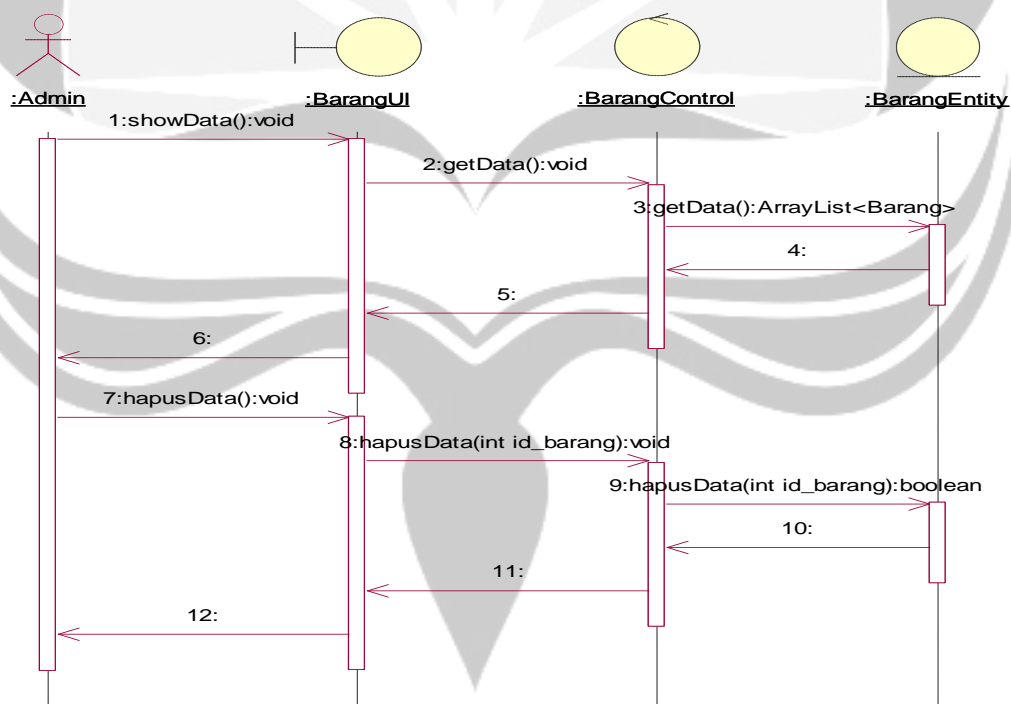 :Admin
:BarangUI
:BarangControl
:BarangEntity
1:showData():void
2:getData():void
3:getData():ArrayList<Barang>
4:
5:
6:
7:hapusData():void
8:hapusData(int id_barang):void
9:hapusData(int id_barang):boolean
10:
11:
12: